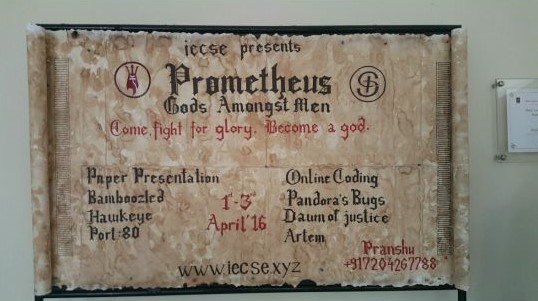 iecse presents
Prometheus
Gods Amongst Men
Come, fight for glory. Become a god.
Paper Presentation
Bamboozled
Hawkeye
Port:80
1st-3rd
April'16
Online Coding
Pandora's Bugs
Dawn of justice
Artem
Pranshu
+917204267788
www.iecse.xyz